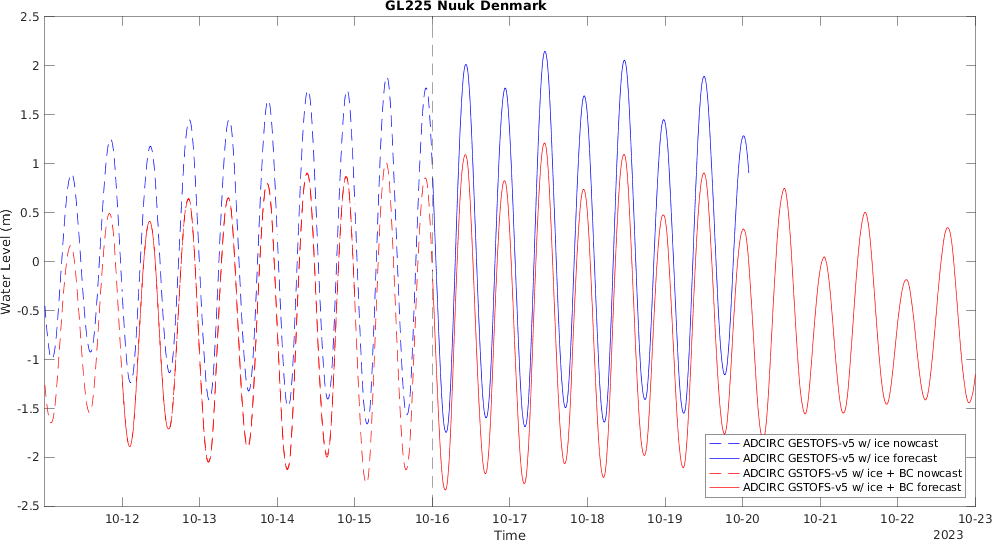 GL225 Nuuk Denmark
2.5
2
1.5
1
0.5
0
-0.5
-1
-1.5
-2
-2.5
Water Level (m)
ADCIRC GESTOFS-v5 w/ ice nowcast
ADCIRC GESTOFS-v5 w/ ice forecast
ADCIRC GSTOFS-v5 w/ ice + BC nowcast
ADCIRC GSTOFS-v5 w/ ice + BC forecast
10-12 10-13 10-14 10-15 10-16 10-17 10-18 10-19 10-20 10-21 10-22 10-23
Time
2023